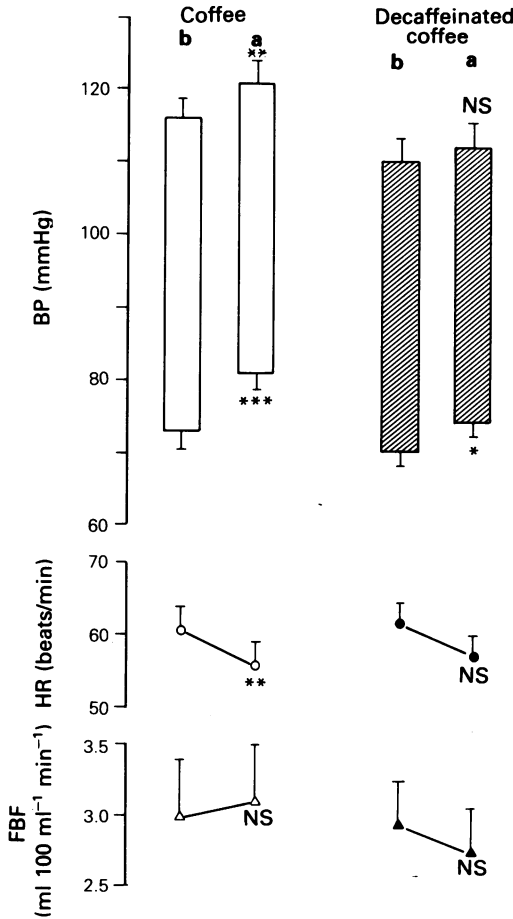 Coffee
b a
**
Decaffeinated
coffee
b a
NS
120
100
80
60
BP (mmHg)
***
*
70
60
50
HR (beats/min)
**
NS
3.5
3.0
2.5
FBF
(ml 100 ml⁻¹ min⁻¹)
NS
NS